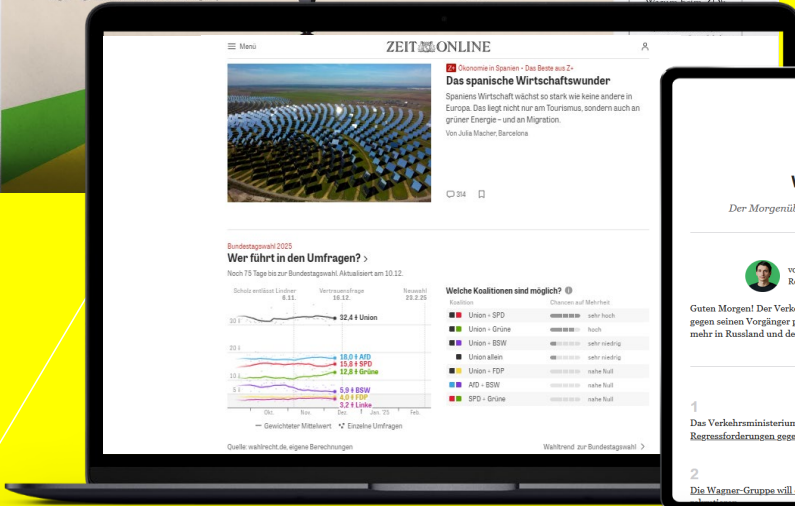 Menü
ZEIT ONLINE
Z+ Ökonomie in Spanien • Das Beste aus Z+
Das spanische Wirtschaftswunder
Spaniens Wirtschaft wächst so stark wie keine andere in
Europa. Das liegt nicht nur am Tourismus, sondern auch an
grüner Energie – und an Migration.
Von Julia Macher, Barcelona
314
Bundestagswahl 2025
Wer führt in den Umfragen? >
Noch 75 Tage bis zur Bundestagswahl. Aktualisiert am 10.12.
Scholz entlässt Lindner
6.11.
Vertrauensfrage
16.12.
Neuwahl
23.2.25
30 %
20 %
10 %
5 %
32,4 % Union
18,0 % AfD
15,8 % SPD
12,8 % Grüne
5,9 % BSW
4,0 % FDP
3,2 % Linke
Okt. Nov. Dez. Jan. '25 Feb.
Gewichteter Mittelwert Einzelne Umfragen
Quelle: wahlrecht.de, eigene Berechnungen
Welche Koalitionen sind möglich?
Koalition Chancen auf Mehrheit
Union + SPD sehr hoch
Union + Grüne hoch
Union + BSW sehr niedrig
Union allein sehr niedrig
Union + FDP nahe Null
AfD + BSW nahe Null
SPD + Grüne nahe Null
Wahltrend zur Bundestagswahl >
Der Morgenüb
Guten Morgen! Der Verke
gegen seinen Vorgänger p
mehr in Russland und de
1
Das Verkehrsministerium
Regressforderungen gege
2
Die Wagner-Gruppe will